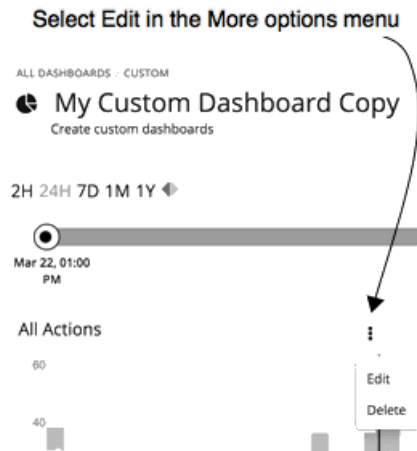 Select Edit in the More options menu
ALL DASHBOARDS / CUSTOM
My Custom Dashboard Copy
Create custom dashboards
2H 24H 7D 1M 1Y
Mar 22, 01:00
PM
All Actions
60
Edit
Delete
40